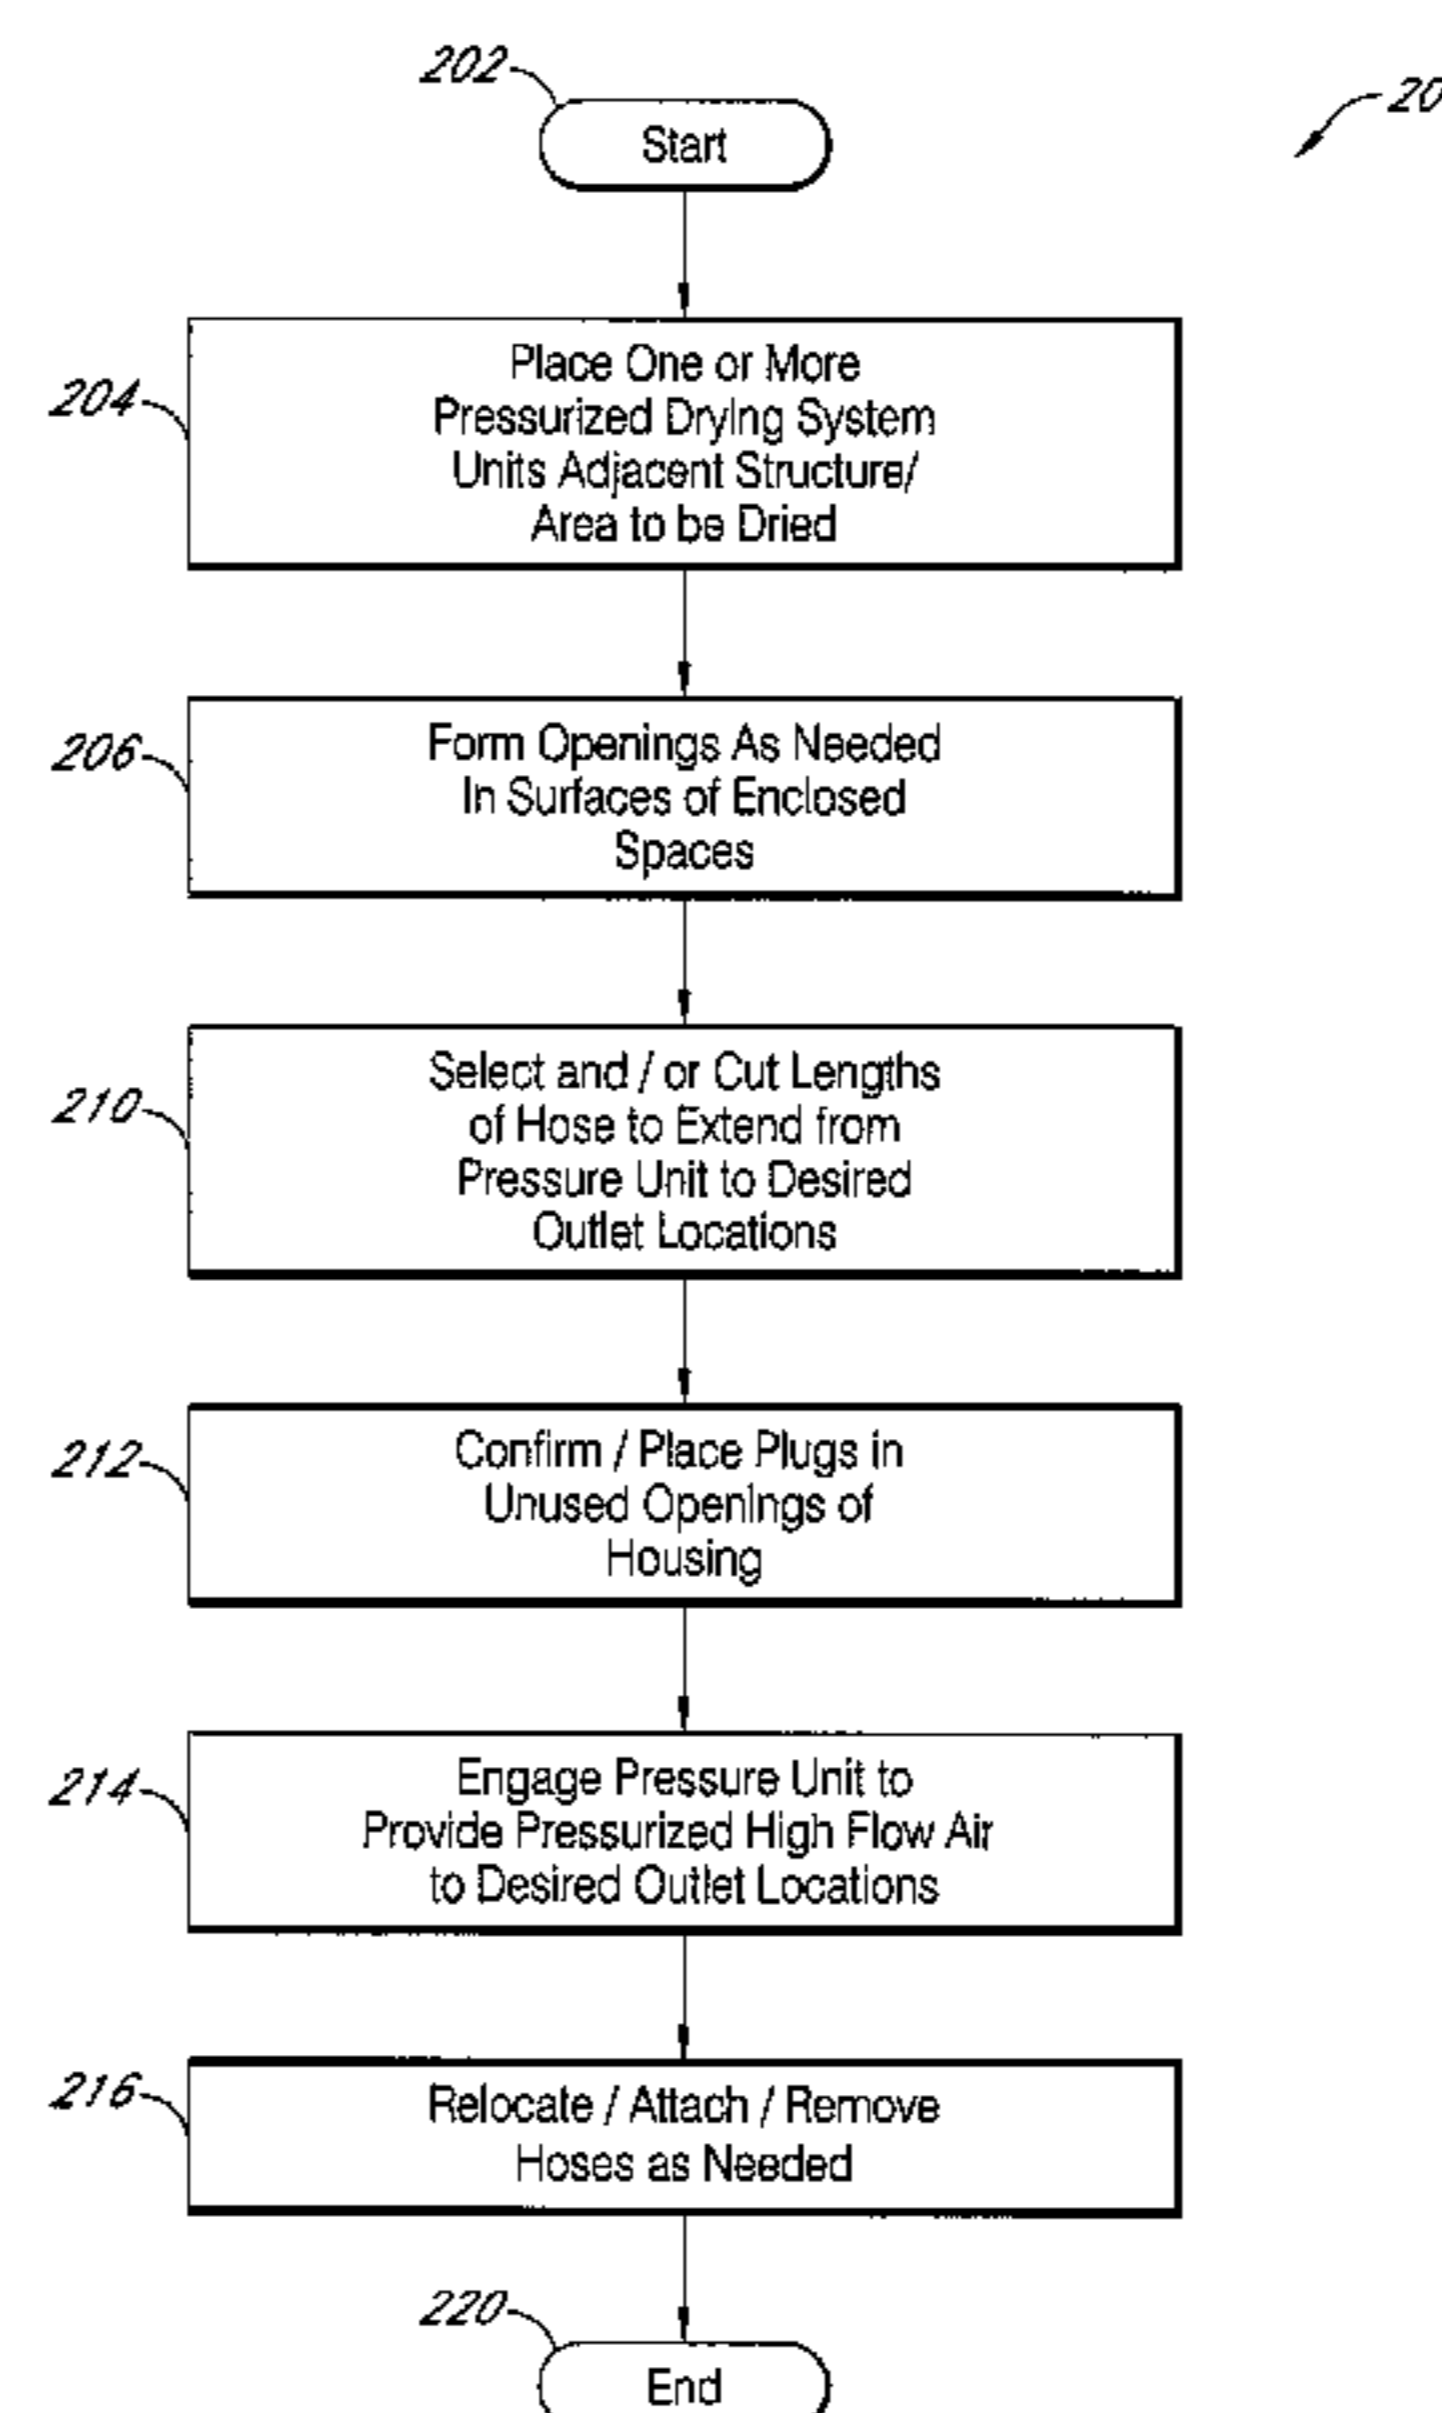 202
20
Start
204
Place One or More
Pressurized Drying System
Units Adjacent Structure/
Area to be Dried
206
Form Openings As Needed
In Surfaces of Enclosed
Spaces
210
Select and / or Cut Lengths
of Hose to Extend from
Pressure Unit to Desired
Outlet Locations
212
Confirm / Place Plugs in
Unused Openings of
Housing
214
Engage Pressure Unit to
Provide Pressurized High Flow Air
to Desired Outlet Locations
216
Relocate / Attach / Remove
Hoses as Needed
220
End